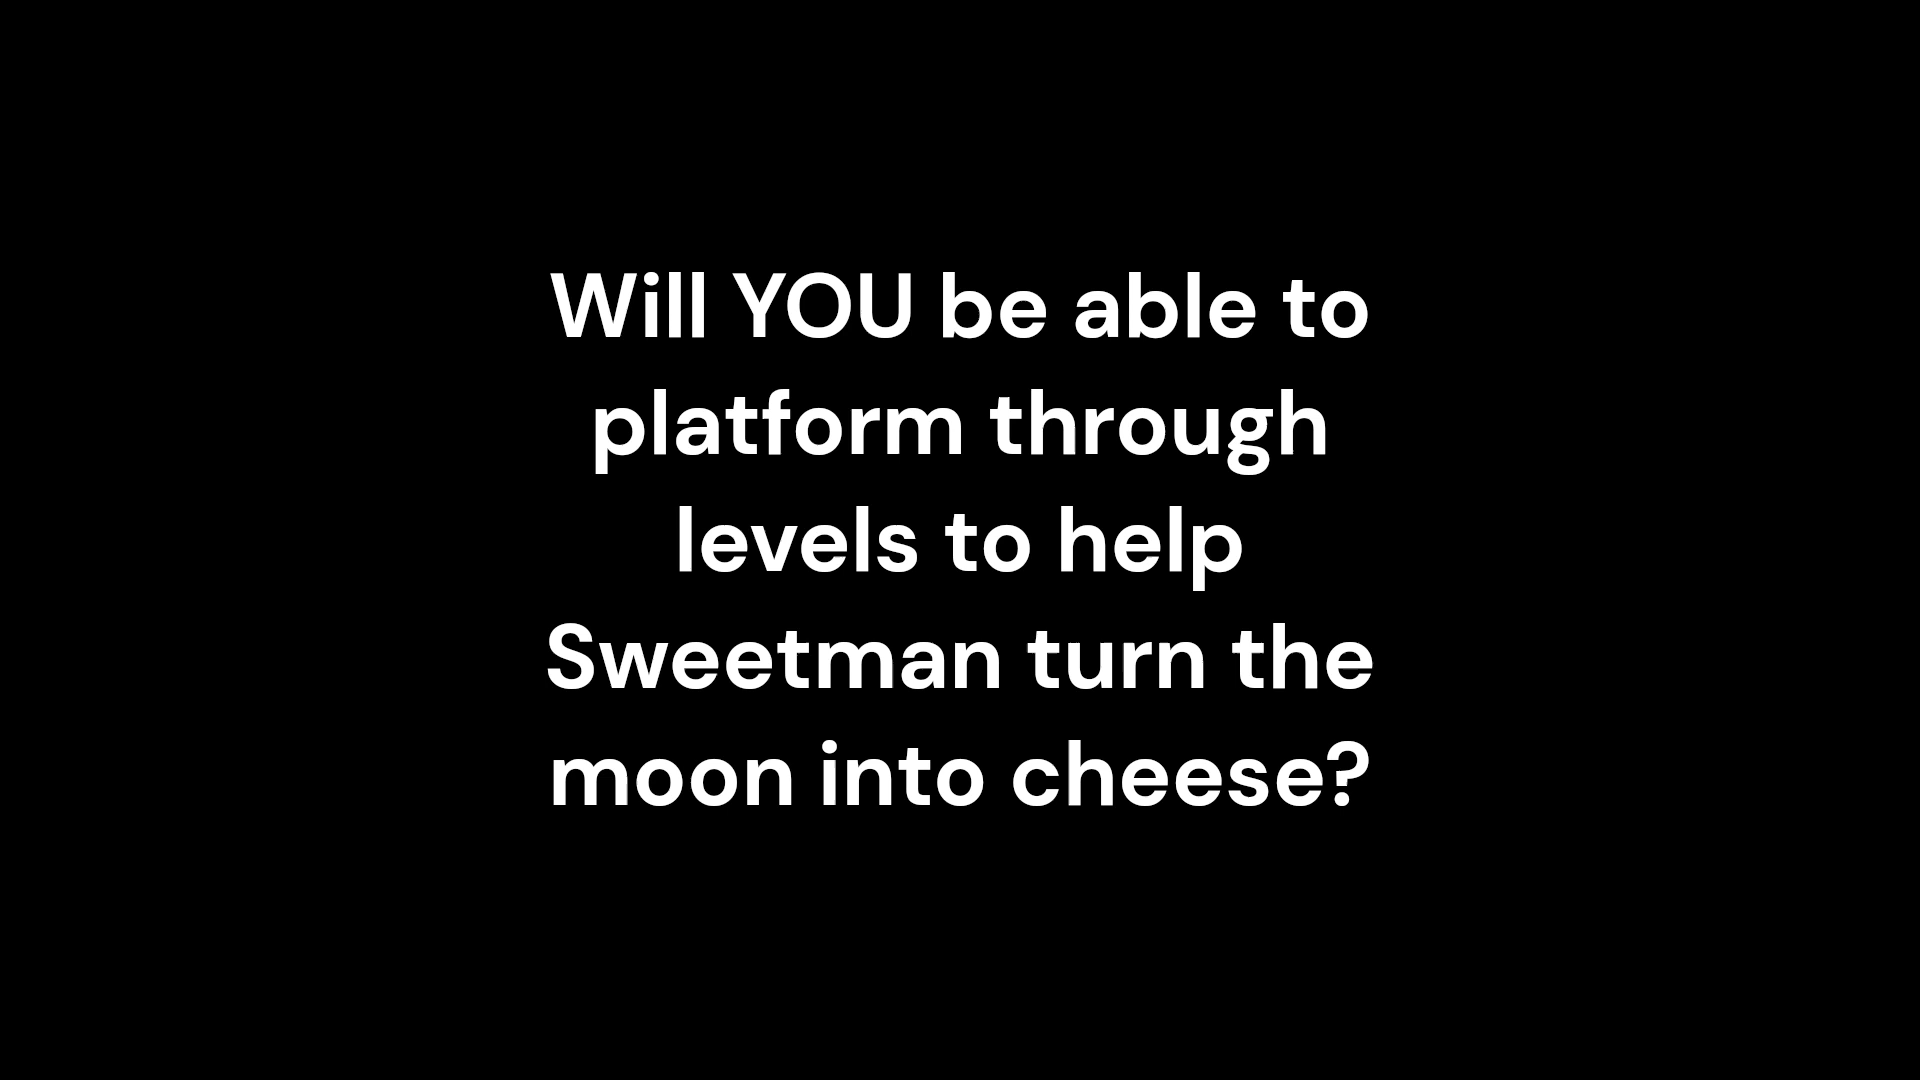 Will YOU be able to
platform through
levels to help
Sweetman turn the
moon into cheese?